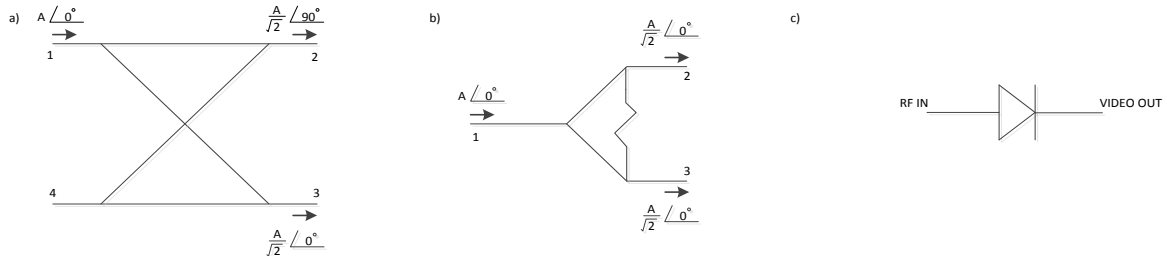 a)
A ∠ 0°
1
A/√2 ∠ 90°
2
4
3
A/√2 ∠ 0°
b)
A ∠ 0°
1
A/√2 ∠ 0°
2
3
A/√2 ∠ 0°
c)
RF IN
VIDEO OUT